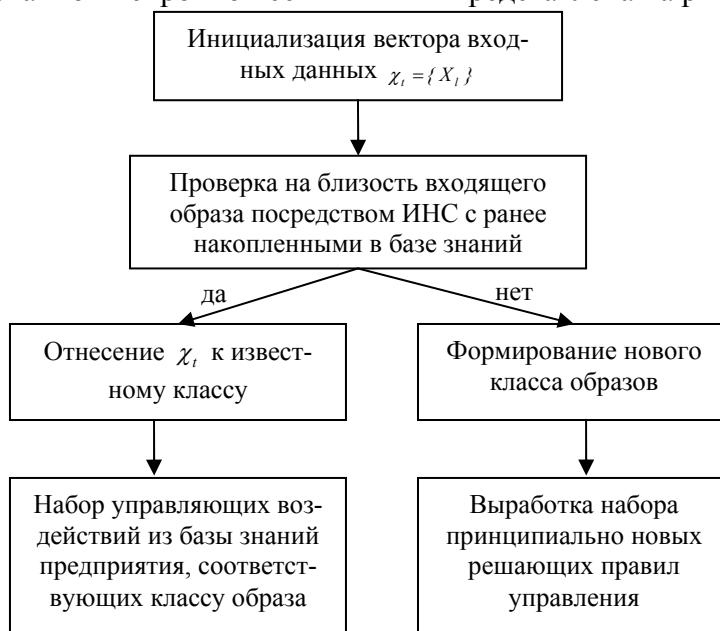 Инициализация вектора вход-
ных данных χₜ = { Xₗ }
Проверка на близость входящего
образа посредством ИНС с ранее
накопленными в базе знаний
да
нет
Отнесение χₜ к извест-
ному классу
Формирование нового
класса образов
Набор управляющих воз-
действий из базы знаний
предприятия, соответст-
вующих классу образа
Выработка набора
принципиально новых
решающих правил
управления